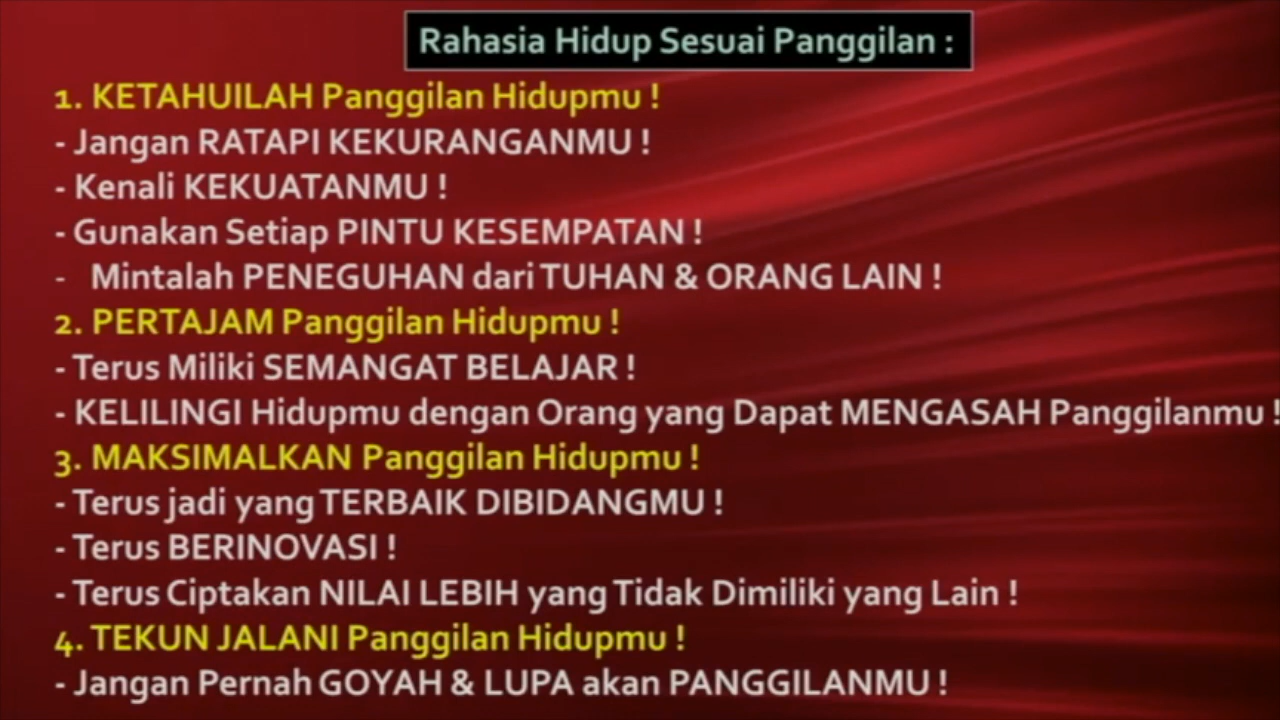 Rahasia Hidup Sesuai Panggilan :
1. KETAHUILAH Panggilan Hidupmu !
- Jangan RATAPI KEKURANGANMU !
- Kenali KEKUATANMU !
- Gunakan Setiap PINTU KESEMPATAN !
- Mintalah PENEGUHAN dari TUHAN & ORANG LAIN !
2. PERTAJAM Panggilan Hidupmu !
- Terus Miliki SEMANGAT BELAJAR !
- KELILINGI Hidupmu dengan Orang yang Dapat MENGASAH Panggilanmu !
3. MAKSIMALKAN Panggilan Hidupmu !
- Terus jadi yang TERBAIK DIBIDANGMU !
- Terus BERINOVASI !
- Terus Ciptakan NILAI LEBIH yang Tidak Dimiliki yang Lain !
4. TEKUN JALANI Panggilan Hidupmu !
- Jangan Pernah GOYAH & LUPA akan PANGGILANMU !